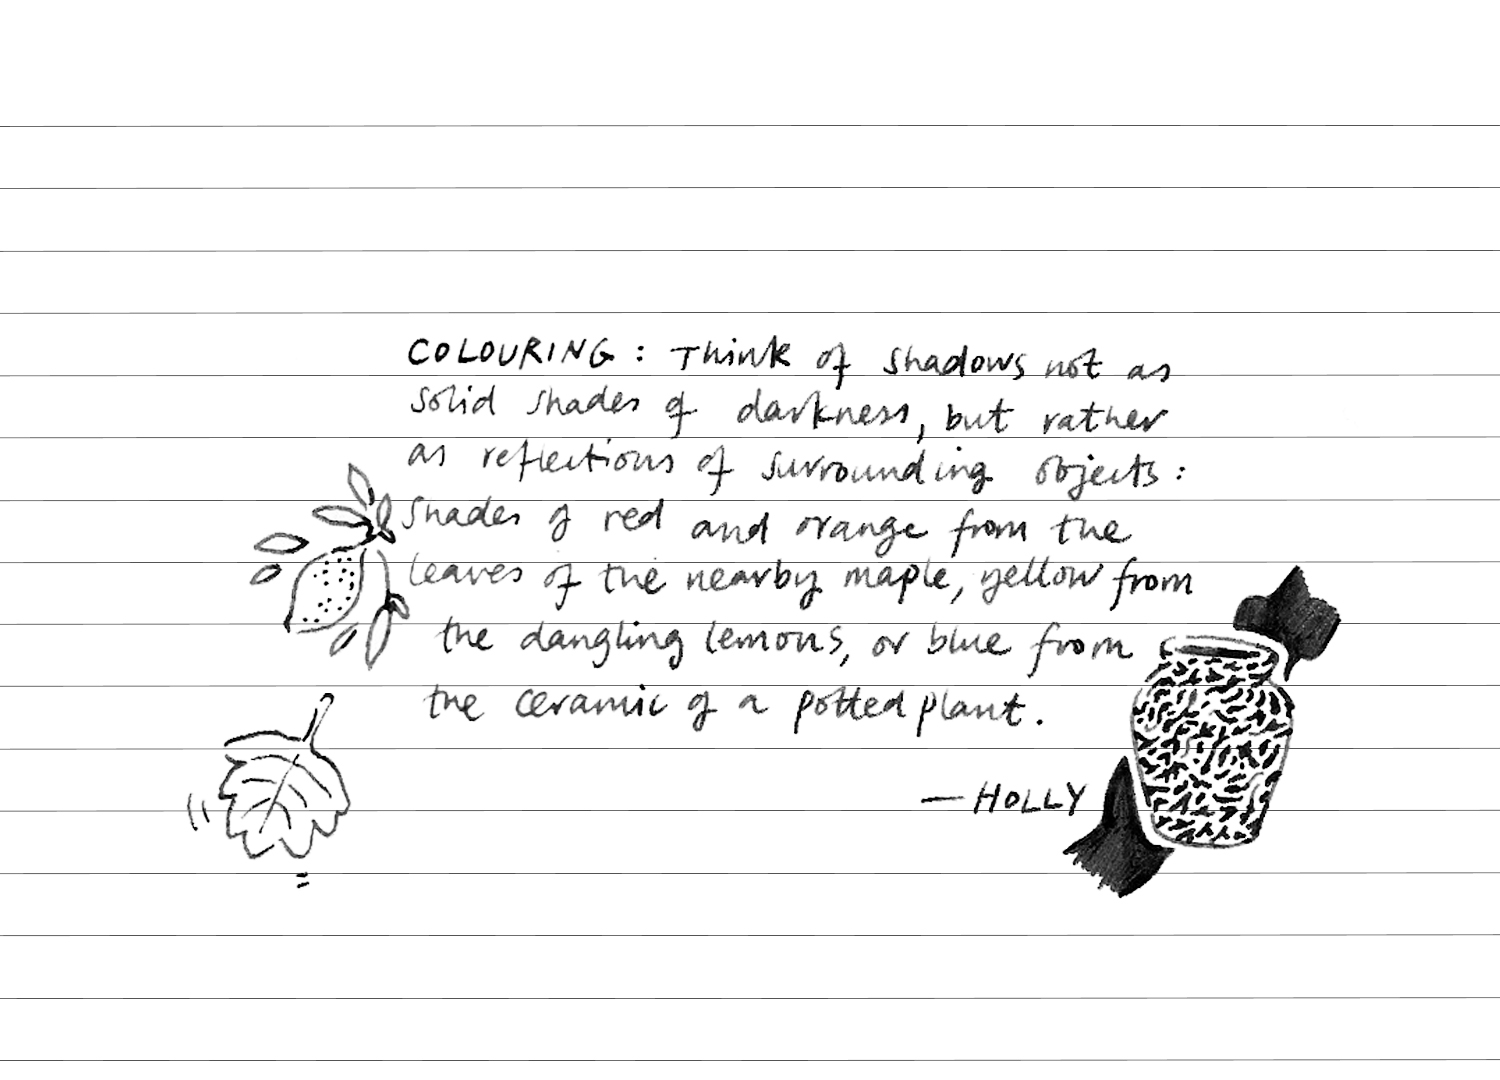 COLOURING: Think of shadows not as
solid shades of darkness, but rather
as reflections of surrounding objects:
shades of red and orange from the
leaves of the nearby maple, yellow from
the dangling lemons, or blue from
the ceramic of a potted plant.
— HOLLY